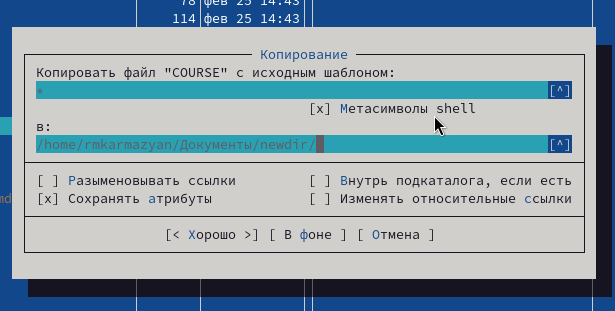 78 фев 25 14:43
114 фев 25 14:43
Копирование
Копировать файл "COURSE" с исходным шаблоном:
* [^]
[x] Метасимволы shell
в:
/home/rmkarmazyan/Документы/newdir/ [^]
[ ] Разыменовывать ссылки [ ] Внутрь подкаталога, если есть
[x] Сохранять атрибуты [ ] Изменять относительные ссылки
[< Хорошо >] [ В фоне ] [ Отмена ]